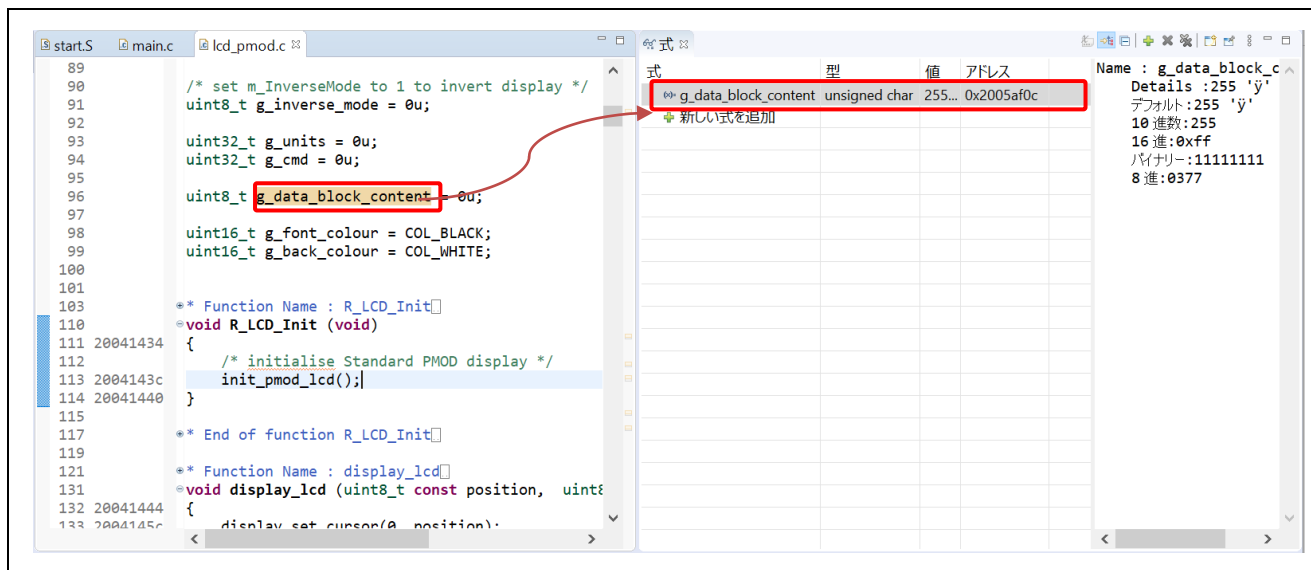 start.S main.c lcd_pmod.c
89
90 /* set m_InverseMode to 1 to invert display */
91 uint8_t g_inverse_mode = 0u;
92
93 uint32_t g_units = 0u;
94 uint32_t g_cmd = 0u;
95
96 uint8_t g_data_block_content = 0u;
97
98 uint16_t g_font_colour = COL_BLACK;
99 uint16_t g_back_colour = COL_WHITE;
100
101
103 * Function Name : R_LCD_Init
110 void R_LCD_Init (void)
111 20041434 {
112 /* initialise Standard PMOD display */
113 2004143c init_pmod_lcd();
114 20041440 }
115
117 * End of function R_LCD_Init
119
121 * Function Name : display_lcd
131 void display_lcd (uint8_t const position, uint8
132 20041444 {
133 2004145c display_set_cursor(0, position);
式
式 型 値 アドレス
g_data_block_content unsigned char 255... 0x2005af0c
新しい式を追加
Name : g_data_block_c
Details :255 'ÿ'
デフォルト:255 'ÿ'
10 進数:255
16 進:0xff
バイナリー:11111111
8 進:0377